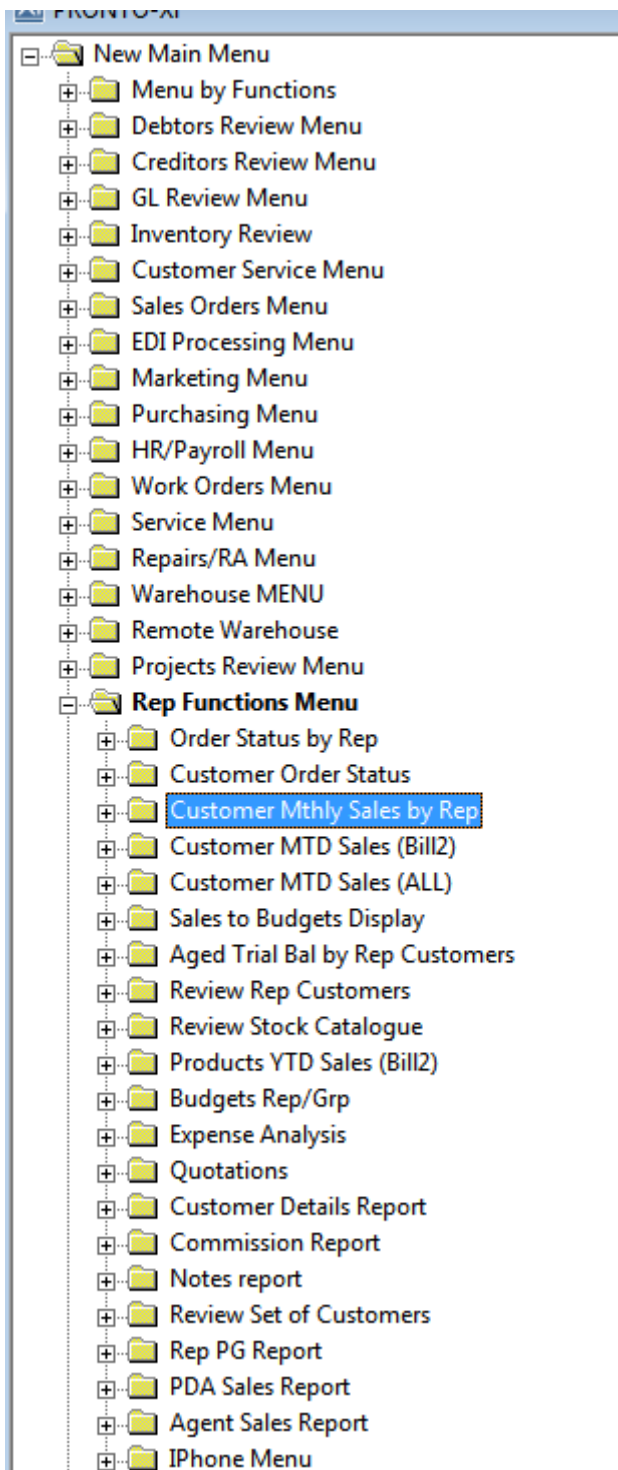 PRONTO-XI
New Main Menu
Menu by Functions
Debtors Review Menu
Creditors Review Menu
GL Review Menu
Inventory Review
Customer Service Menu
Sales Orders Menu
EDI Processing Menu
Marketing Menu
Purchasing Menu
HR/Payroll Menu
Work Orders Menu
Service Menu
Repairs/RA Menu
Warehouse MENU
Remote Warehouse
Projects Review Menu
Rep Functions Menu
Order Status by Rep
Customer Order Status
Customer Mthly Sales by Rep
Customer MTD Sales (Bill2)
Customer MTD Sales (ALL)
Sales to Budgets Display
Aged Trial Bal by Rep Customers
Review Rep Customers
Review Stock Catalogue
Products YTD Sales (Bill2)
Budgets Rep/Grp
Expense Analysis
Quotations
Customer Details Report
Commission Report
Notes report
Review Set of Customers
Rep PG Report
PDA Sales Report
Agent Sales Report
IPhone Menu